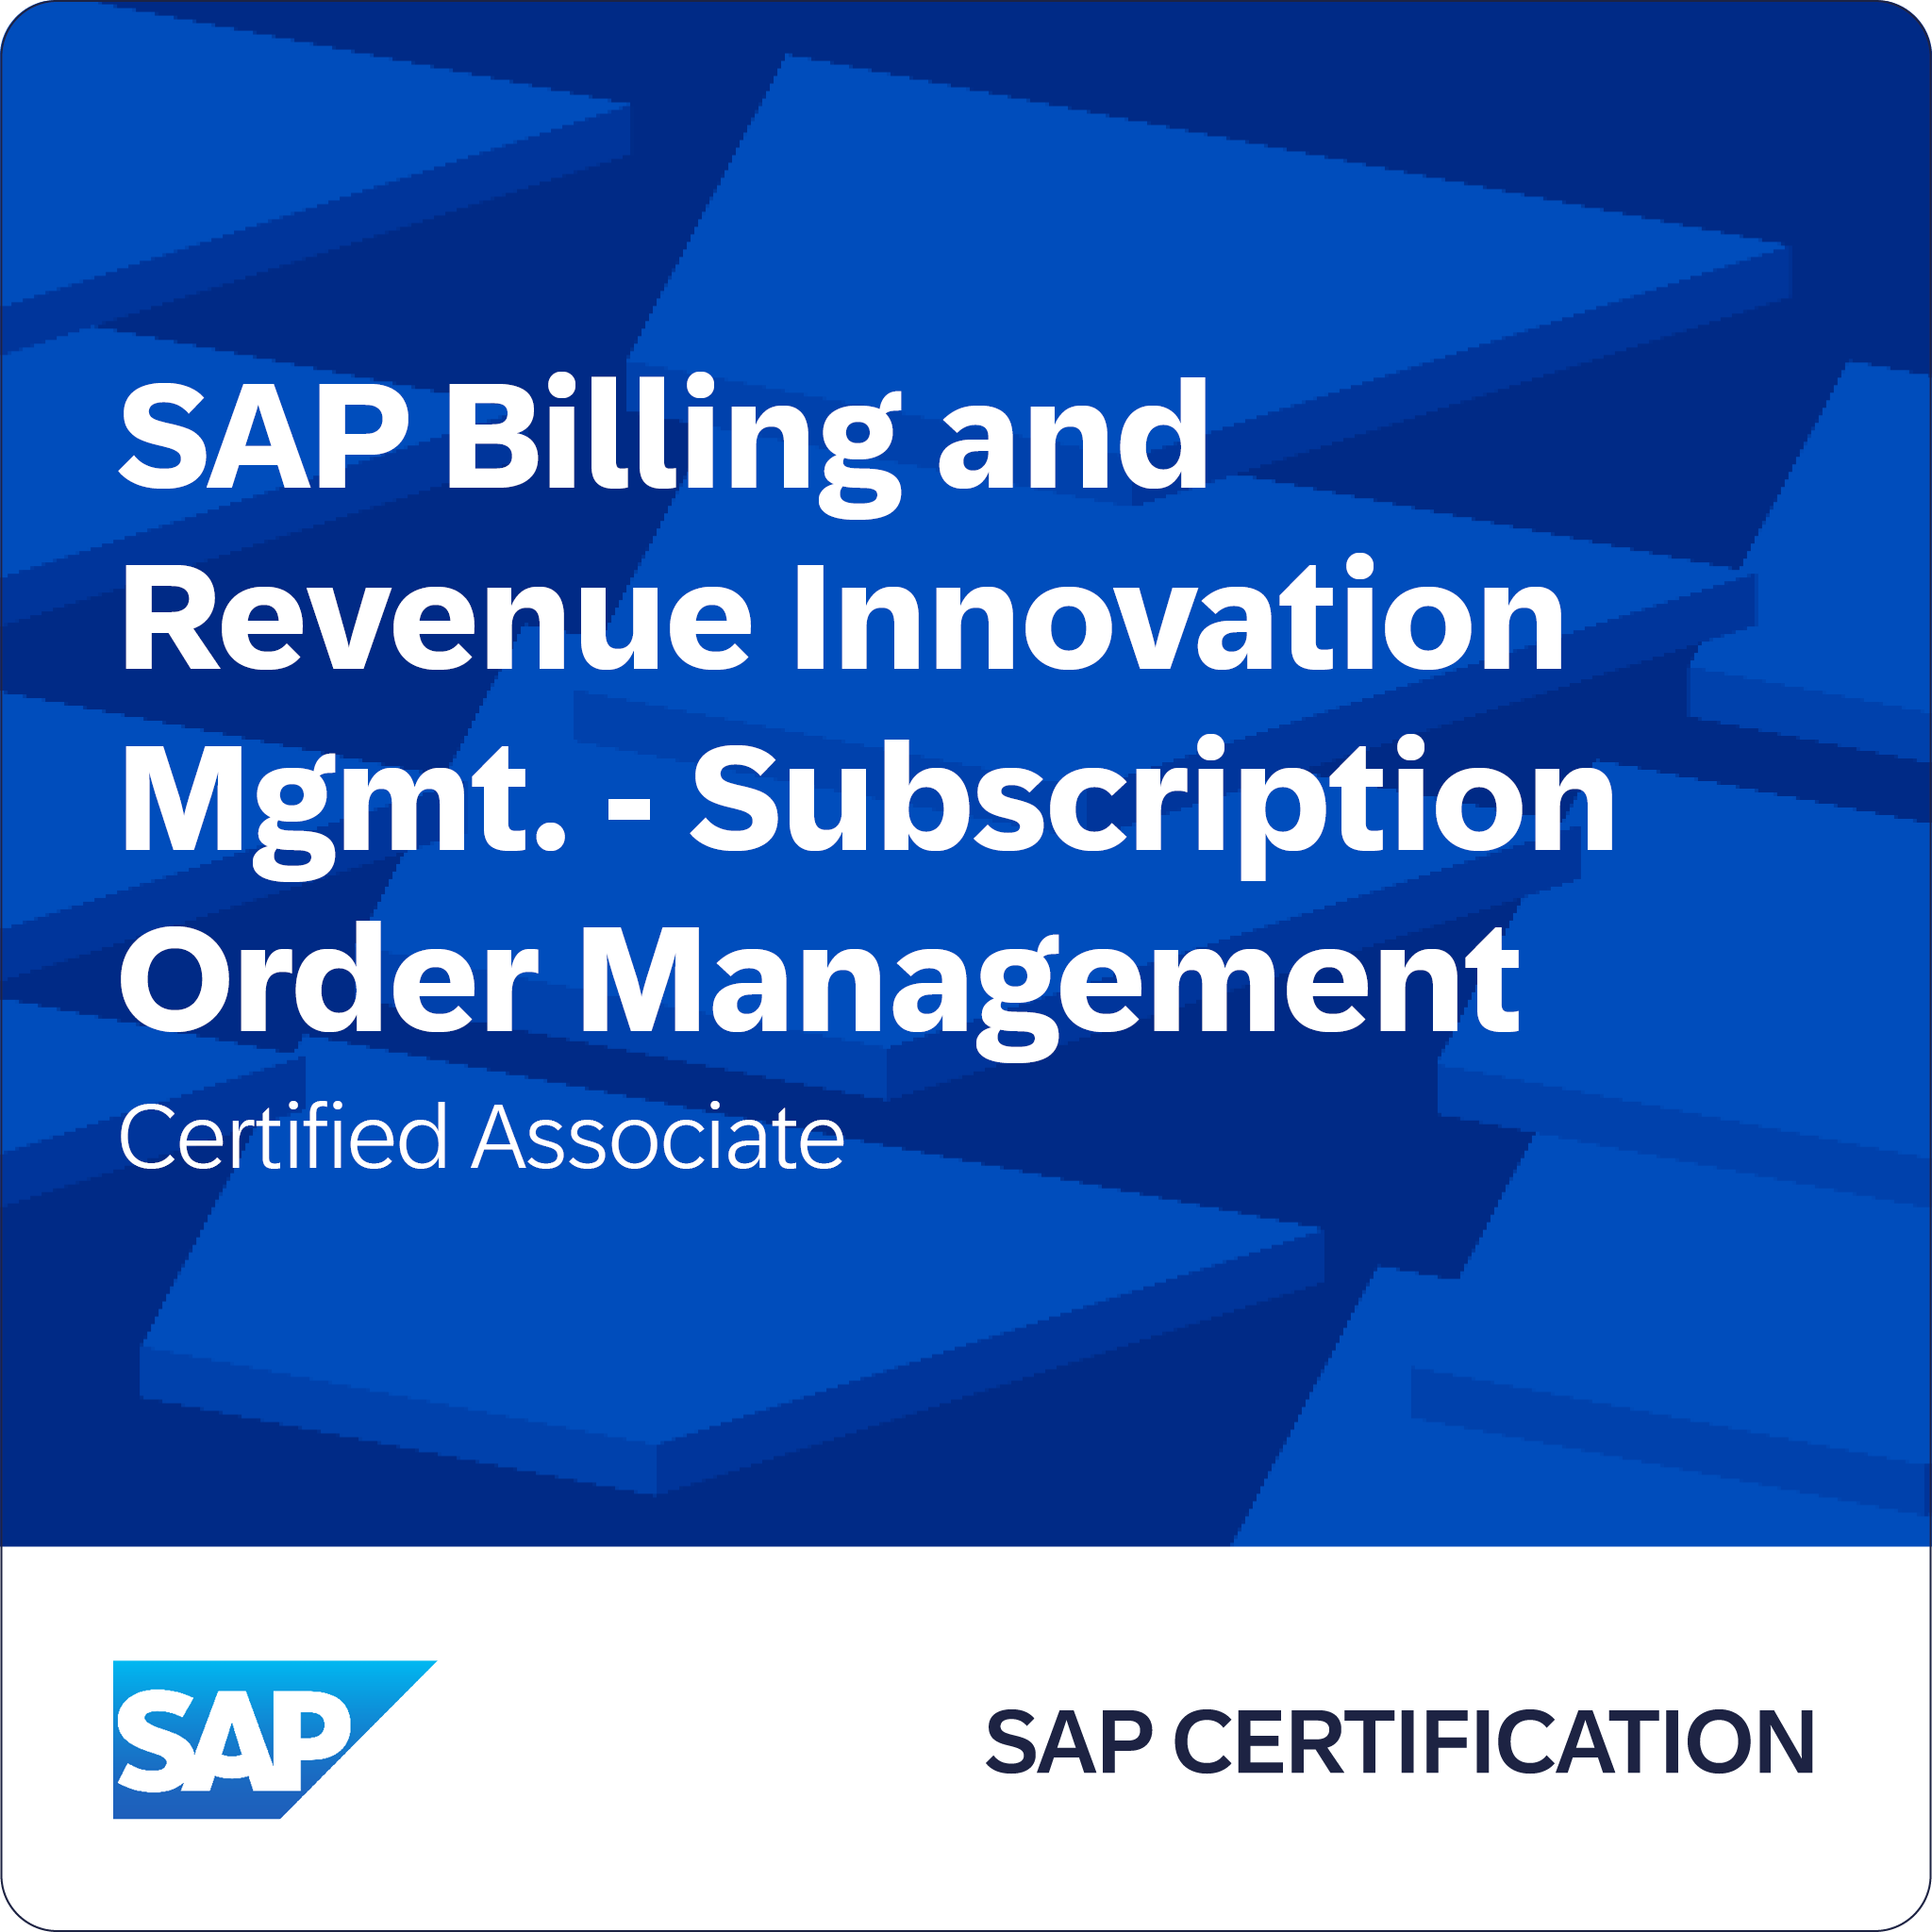 SAP Billing and
Revenue Innovation
Mgmt. - Subscription
Order Management
Certified Associate
SAP
SAP CERTIFICATION